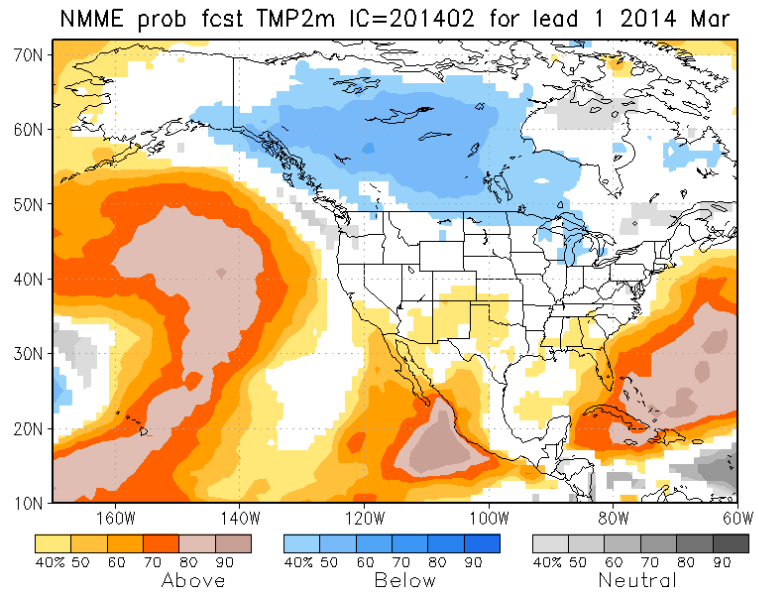 NMME prob fcst TMP2m IC=201402 for lead 1 2014 Mar
70N
60N
50N
40N
30N
20N
10N
160W 140W 120W 100W 80W 60W
40% 50 60 70 80 90 40% 50 60 70 80 90 40% 50 60 70 80 90
Above Below Neutral